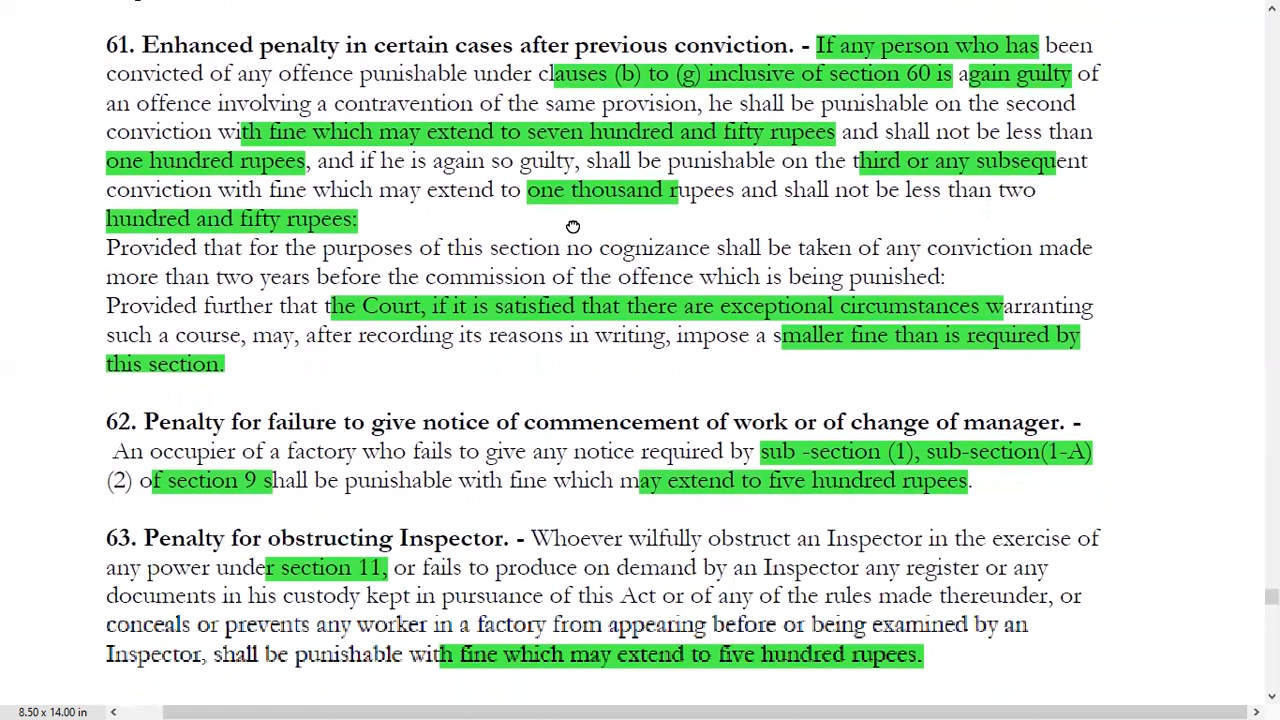 61. Enhanced penalty in certain cases after previous conviction. - If any person who has been
convicted of any offence punishable under clauses (b) to (g) inclusive of section 60 is again guilty of
an offence involving a contravention of the same provision, he shall be punishable on the second
conviction with fine which may extend to seven hundred and fifty rupees and shall not be less than
one hundred rupees, and if he is again so guilty, shall be punishable on the third or any subsequent
conviction with fine which may extend to one thousand rupees and shall not be less than two
hundred and fifty rupees:
Provided that for the purposes of this section no cognizance shall be taken of any conviction made
more than two years before the commission of the offence which is being punished:
Provided further that the Court, if it is satisfied that there are exceptional circumstances warranting
such a course, may, after recording its reasons in writing, impose a smaller fine than is required by
this section.
62. Penalty for failure to give notice of commencement of work or of change of manager. -
An occupier of a factory who fails to give any notice required by sub -section (1), sub-section(1-A)
(2) of section 9 shall be punishable with fine which may extend to five hundred rupees.
63. Penalty for obstructing Inspector. - Whoever wilfully obstruct an Inspector in the exercise of
any power under section 11, or fails to produce on demand by an Inspector any register or any
documents in his custody kept in pursuance of this Act or of any of the rules made thereunder, or
conceals or prevents any worker in a factory from appearing before or being examined by an
Inspector, shall be punishable with fine which may extend to five hundred rupees.
8.50 x 14.00 in